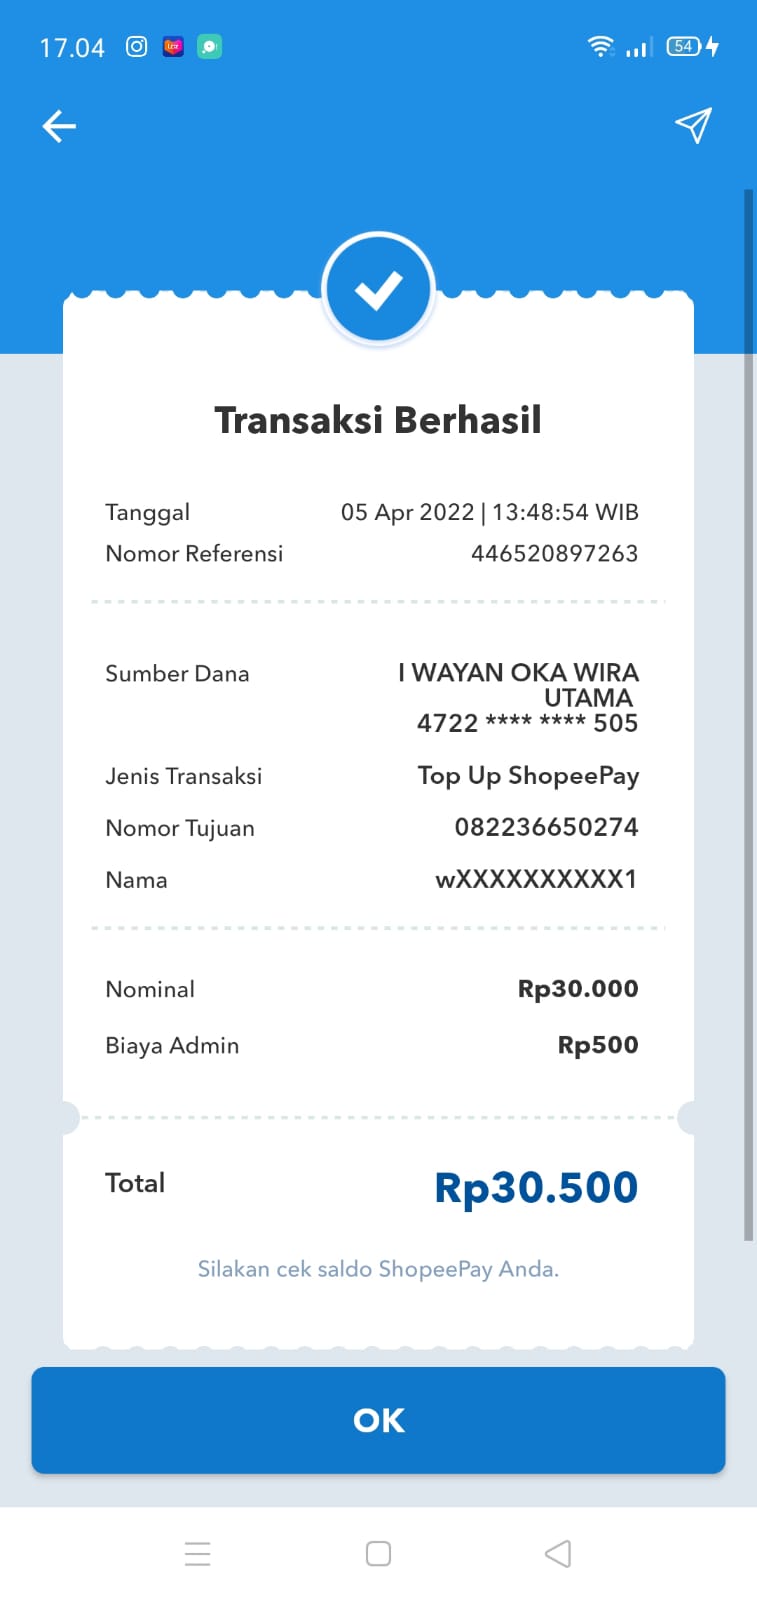 17.04
54
Transaksi Berhasil
Tanggal 05 Apr 2022 | 13:48:54 WIB
Nomor Referensi 446520897263
Sumber Dana I WAYAN OKA WIRA
UTAMA
4722 **** **** 505
Jenis Transaksi Top Up ShopeePay
Nomor Tujuan 082236650274
Nama wXXXXXXXXXX1
Nominal Rp30.000
Biaya Admin Rp500
Total Rp30.500
Silakan cek saldo ShopeePay Anda.
OK